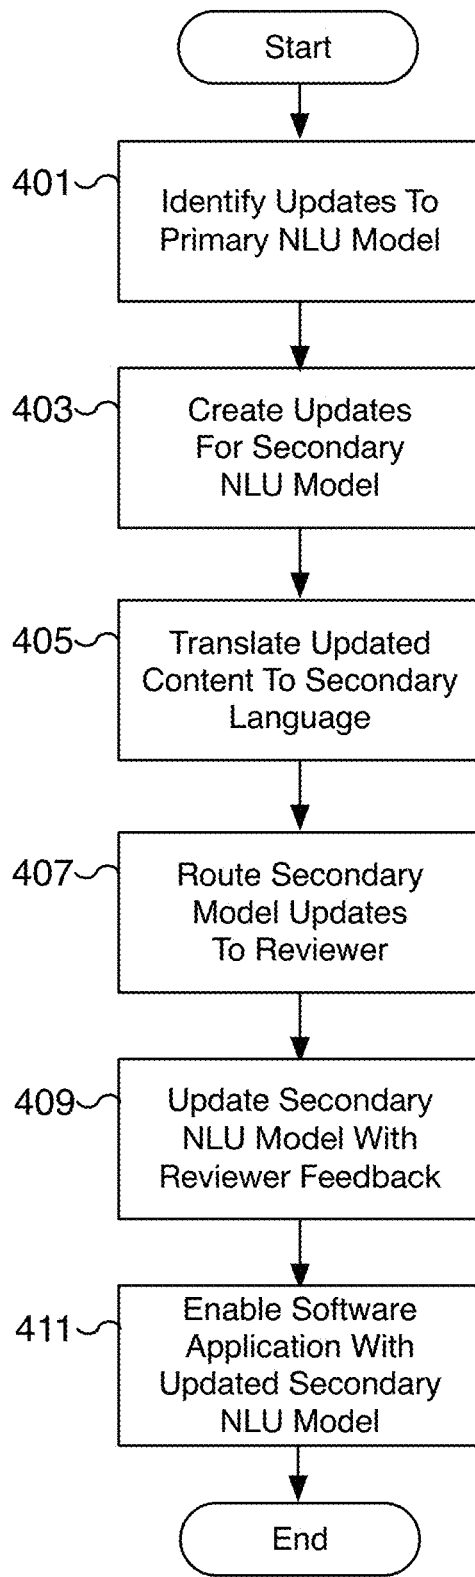 Start
401
Identify Updates To
Primary NLU Model
403
Create Updates
For Secondary
NLU Model
405
Translate Updated
Content To Secondary
Language
407
Route Secondary
Model Updates
To Reviewer
409
Update Secondary
NLU Model With
Reviewer Feedback
411
Enable Software
Application With
Updated Secondary
NLU Model
End